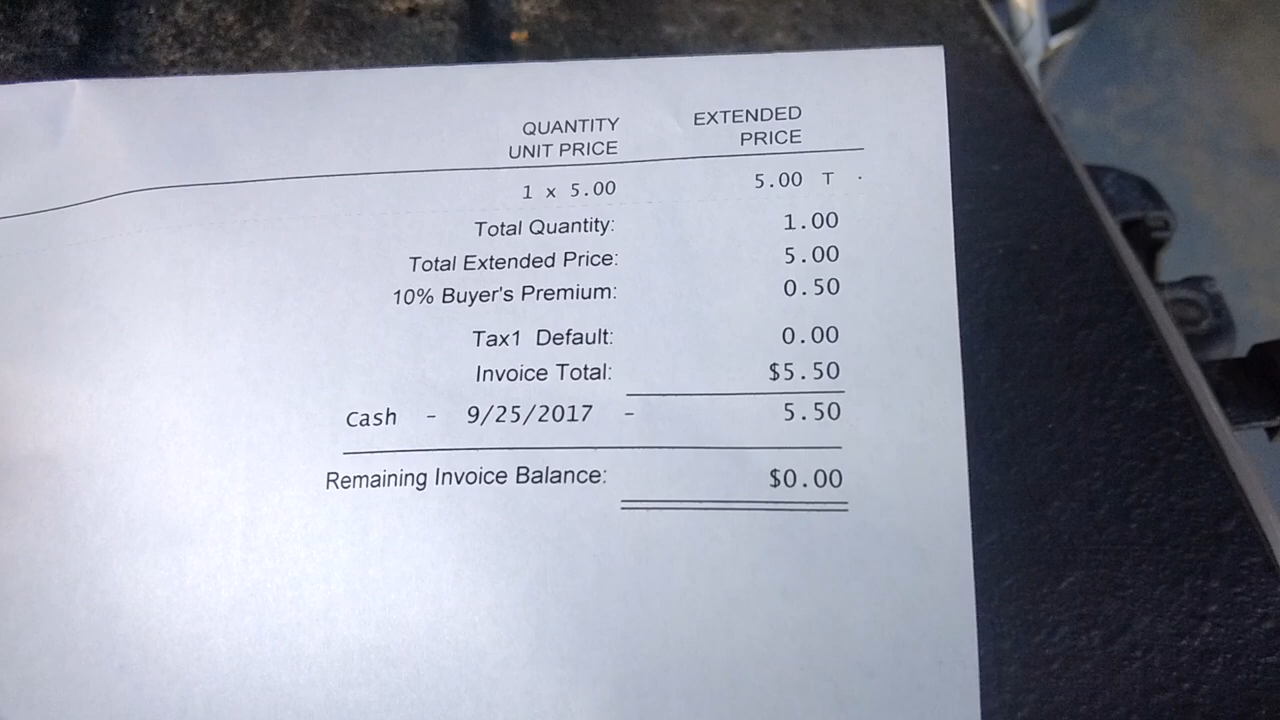 QUANTITY EXTENDED
UNIT PRICE PRICE
1 x 5.00 5.00 T
Total Quantity: 1.00
Total Extended Price: 5.00
10% Buyer's Premium: 0.50
Tax1 Default: 0.00
Invoice Total: $5.50
Cash - 9/25/2017 - 5.50
Remaining Invoice Balance: $0.00